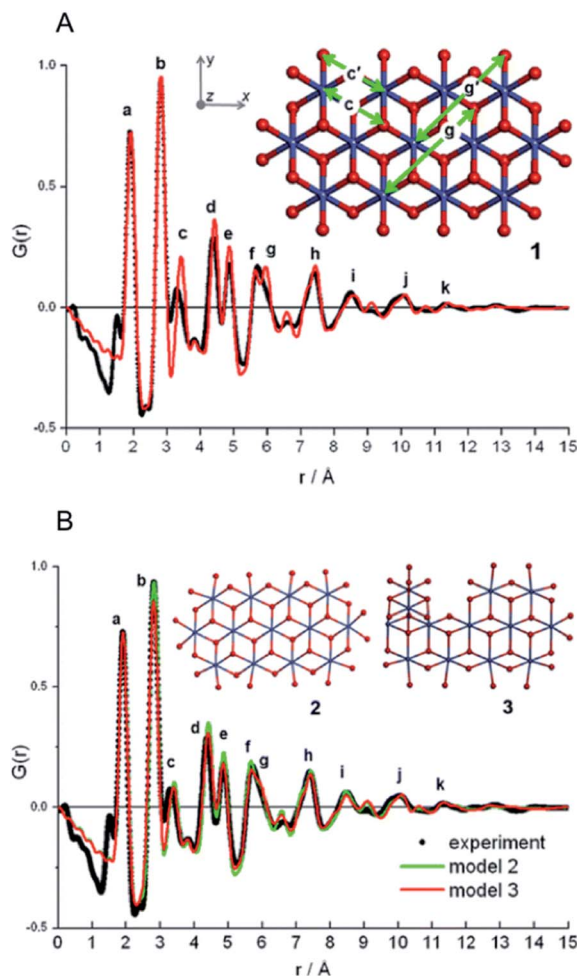 A
y
z
x
G(r)
1.0
0.5
0.0
-0.5
a
b
c
d
e
f
g
h
i
j
k
c'
c
g'
g
1
0 1 2 3 4 5 6 7 8 9 10 11 12 13 14 15
r / Å
B
G(r)
1.0
0.5
0.0
-0.5
a
b
c
d
e
f
g
h
i
j
k
2
3
experiment
model 2
model 3
0 1 2 3 4 5 6 7 8 9 10 11 12 13 14 15
r / Å